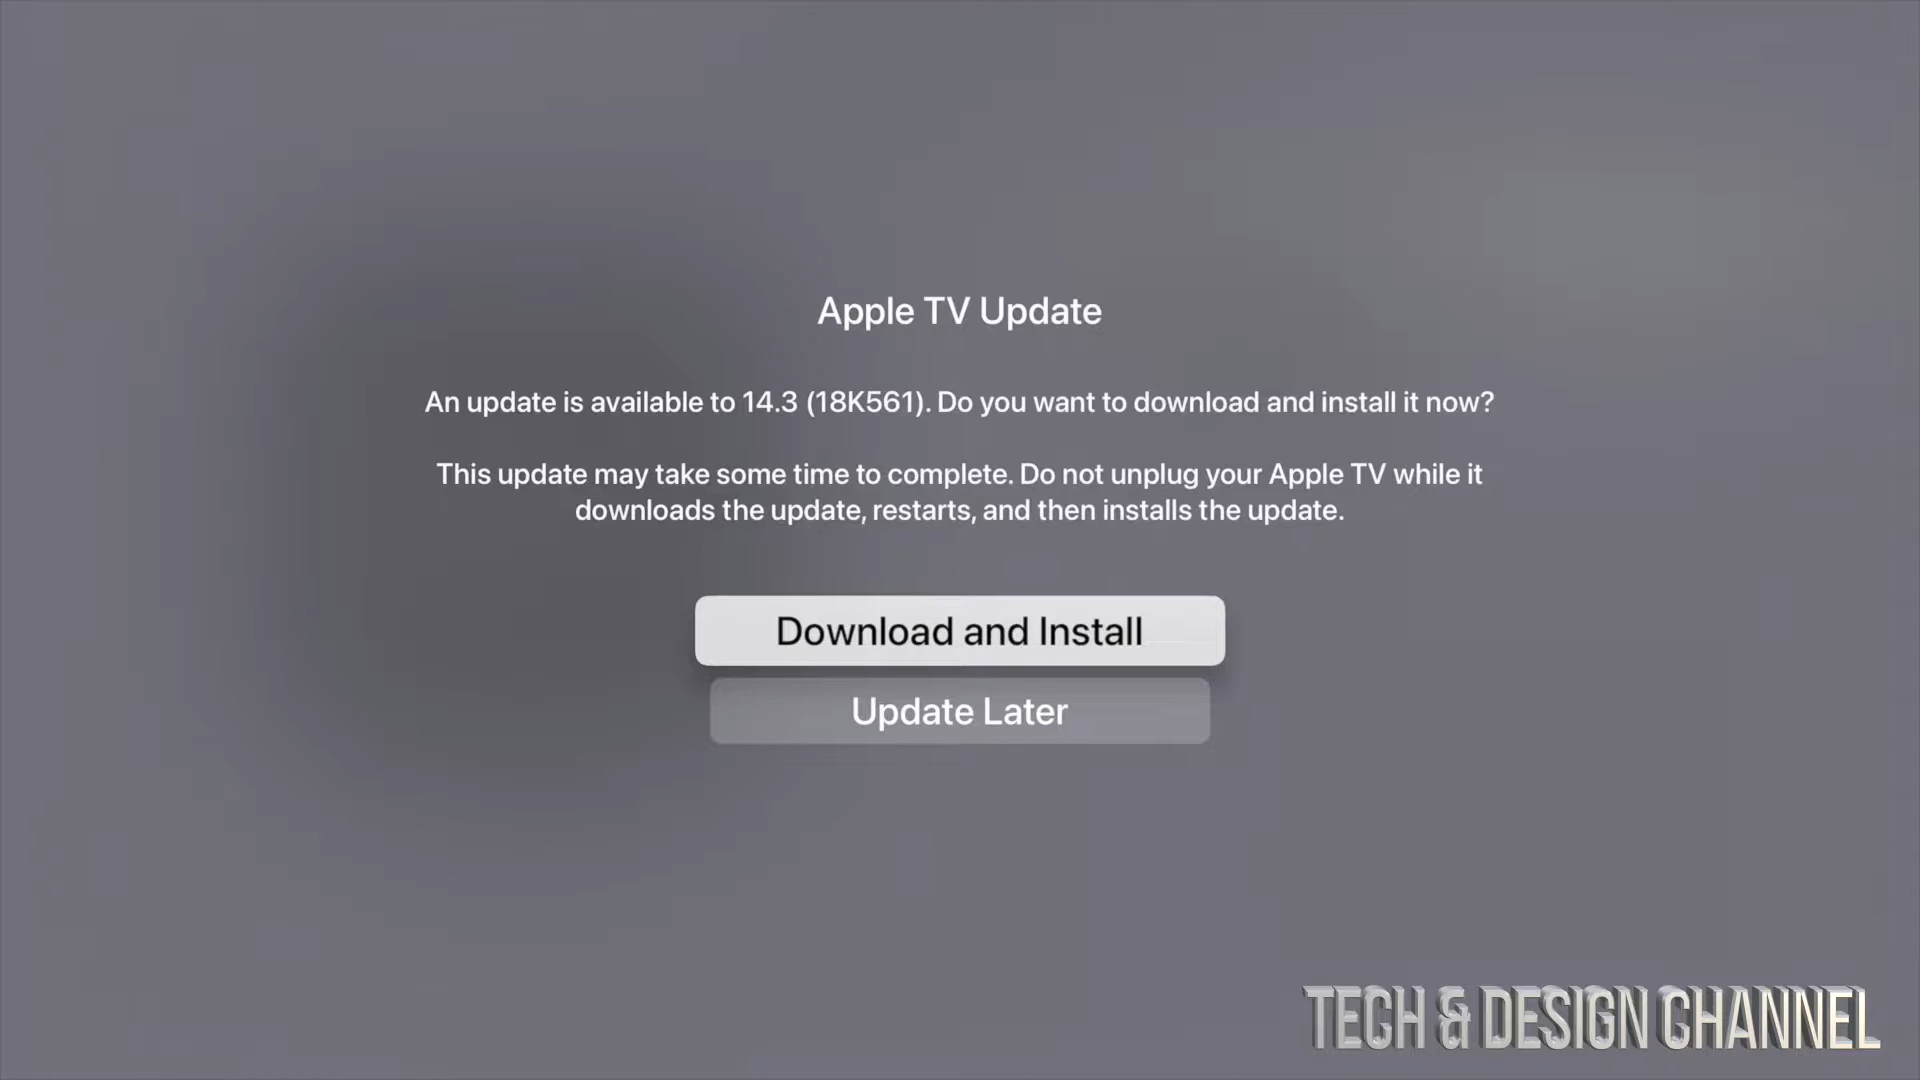 Apple TV Update
An update is available to 14.3 (18K561). Do you want to download and install it now?
This update may take some time to complete. Do not unplug your Apple TV while it
downloads the update, restarts, and then installs the update.
Download and Install
Update Later
TECH & DESIGN CHANNEL